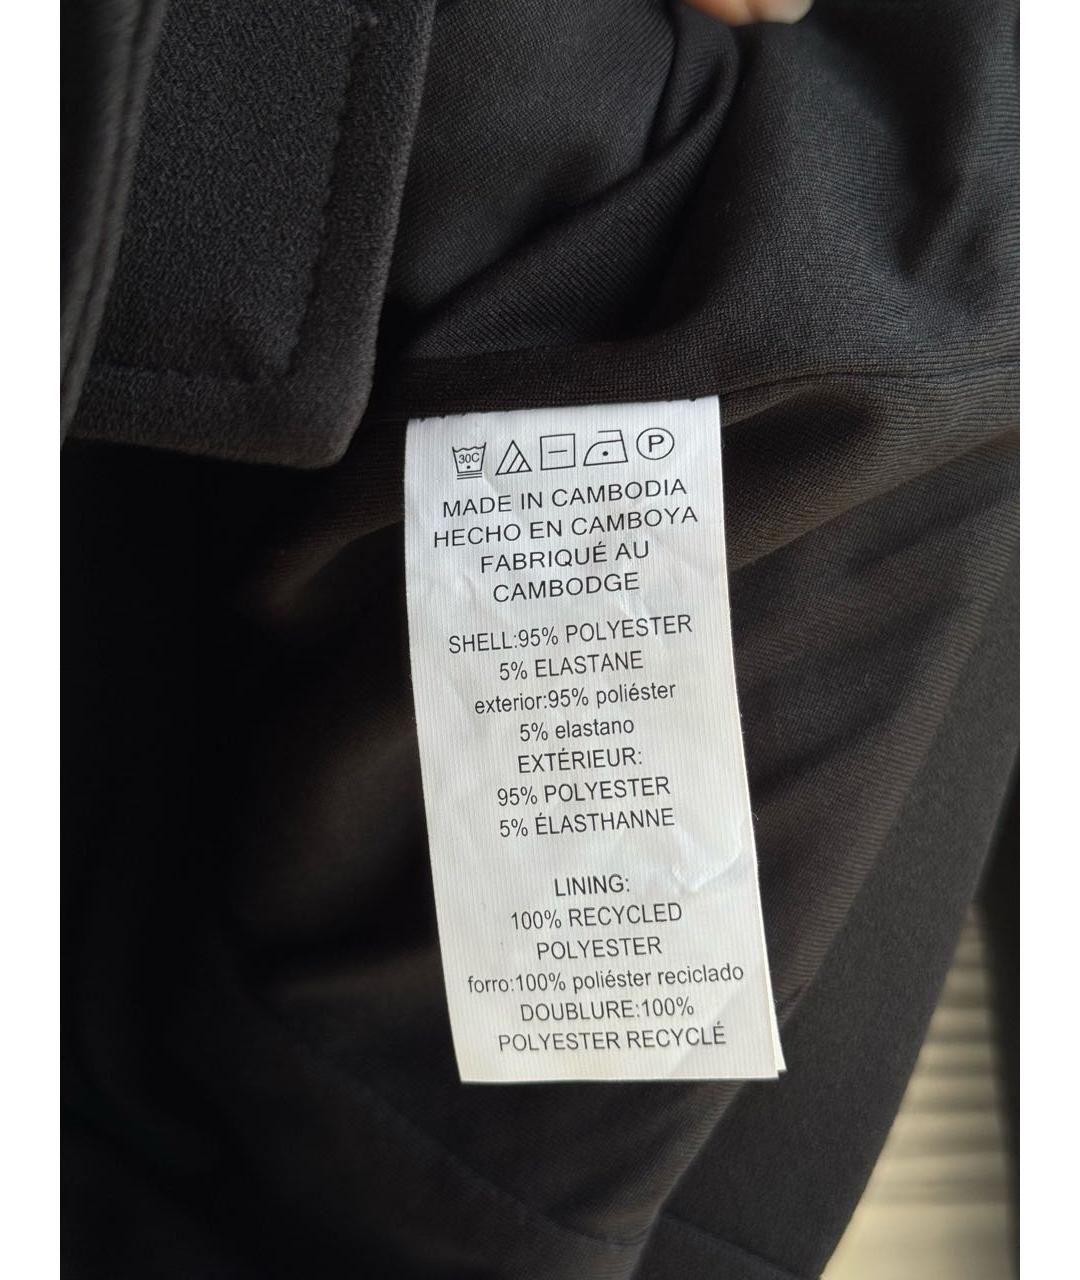 30C
P
MADE IN CAMBODIA
HECHO EN CAMBOYA
FABRIQUÉ AU
CAMBODGE
SHELL:95% POLYESTER
5% ELASTANE
exterior:95% poliéster
5% elastano
EXTÉRIEUR:
95% POLYESTER
5% ÉLASTHANNE
LINING:
100% RECYCLED
POLYESTER
forro:100% poliéster reciclado
DOUBLURE:100%
POLYESTER RECYCLÉ